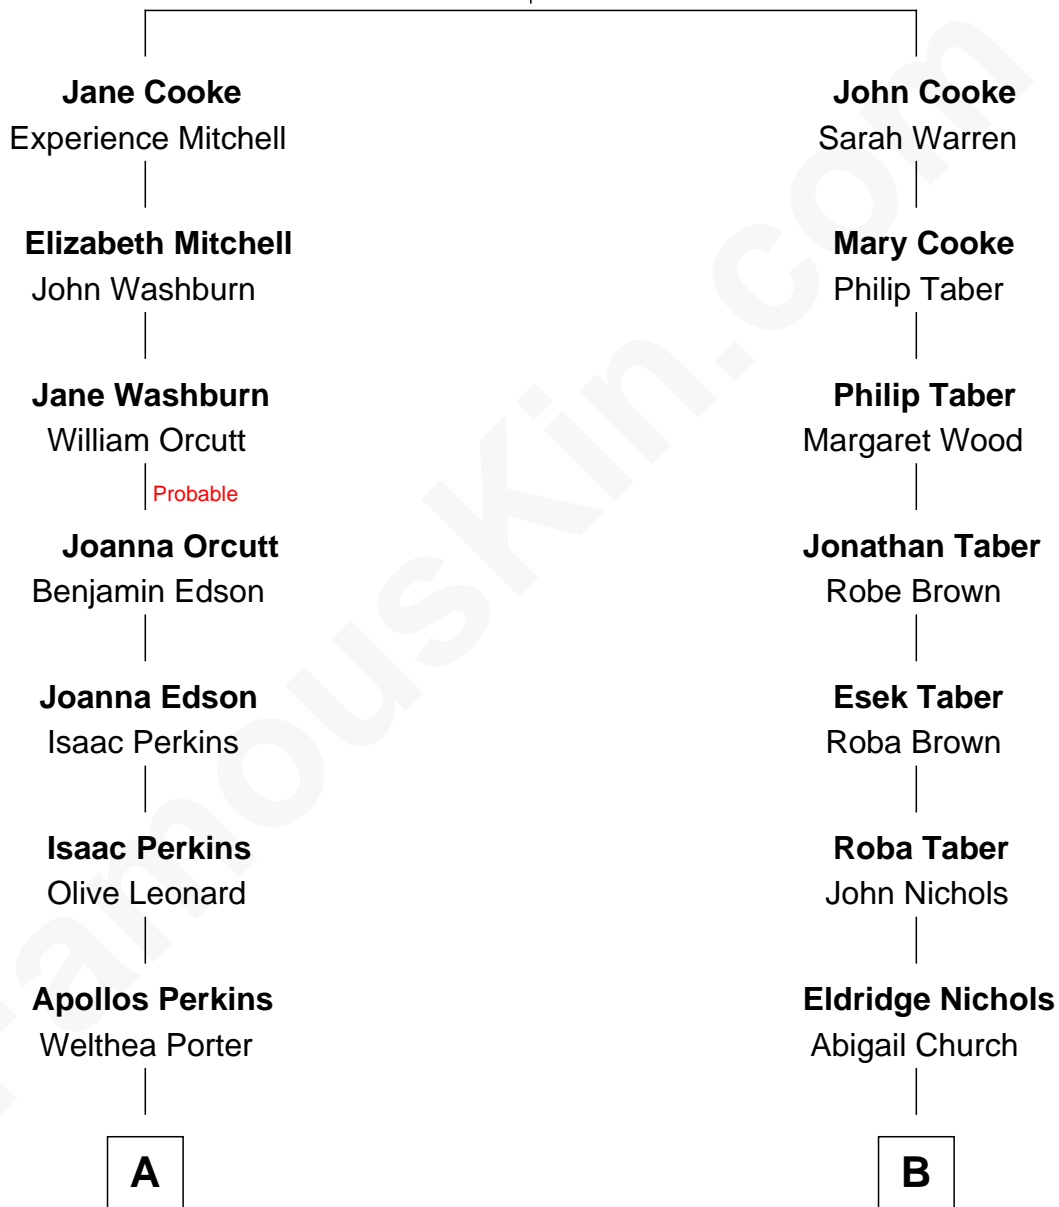 Jane Cooke
Experience Mitchell
John Cooke
Sarah Warren
Elizabeth Mitchell
John Washburn
Mary Cooke
Philip Taber
Jane Washburn
William Orcutt
Philip Taber
Margaret Wood
Probable
Joanna Orcutt
Benjamin Edson
Jonathan Taber
Robe Brown
Joanna Edson
Isaac Perkins
Esek Taber
Roba Brown
Isaac Perkins
Olive Leonard
Roba Taber
John Nichols
Apollos Perkins
Welthea Porter
Eldridge Nichols
Abigail Church
A
B
FamousKin.com